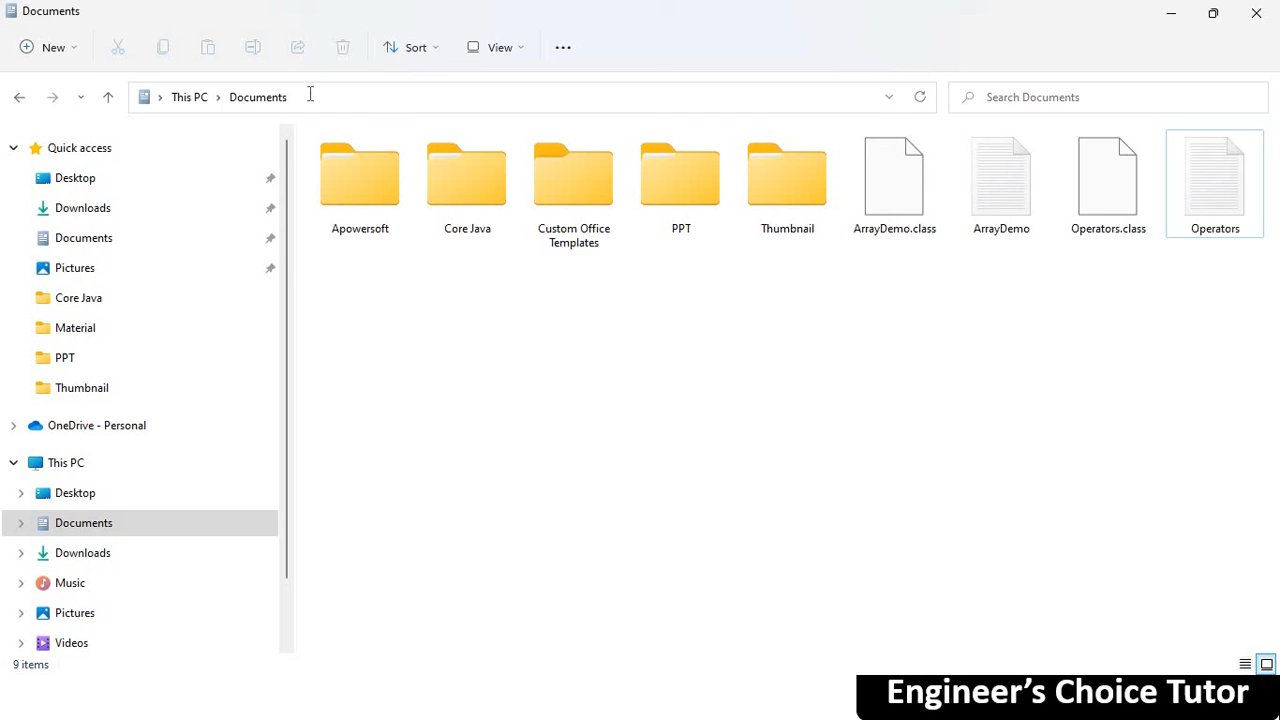 Documents
New
Sort
View
This PC
Documents
Search Documents
Quick access
Desktop
Downloads
Documents
Pictures
Core Java
Material
PPT
Thumbnail
OneDrive - Personal
This PC
Desktop
Documents
Downloads
Music
Pictures
Videos
Apowersoft
Core Java
Custom Office
Templates
PPT
Thumbnail
ArrayDemo.class
ArrayDemo
Operators.class
Operators
9 items
Engineer's Choice Tutor